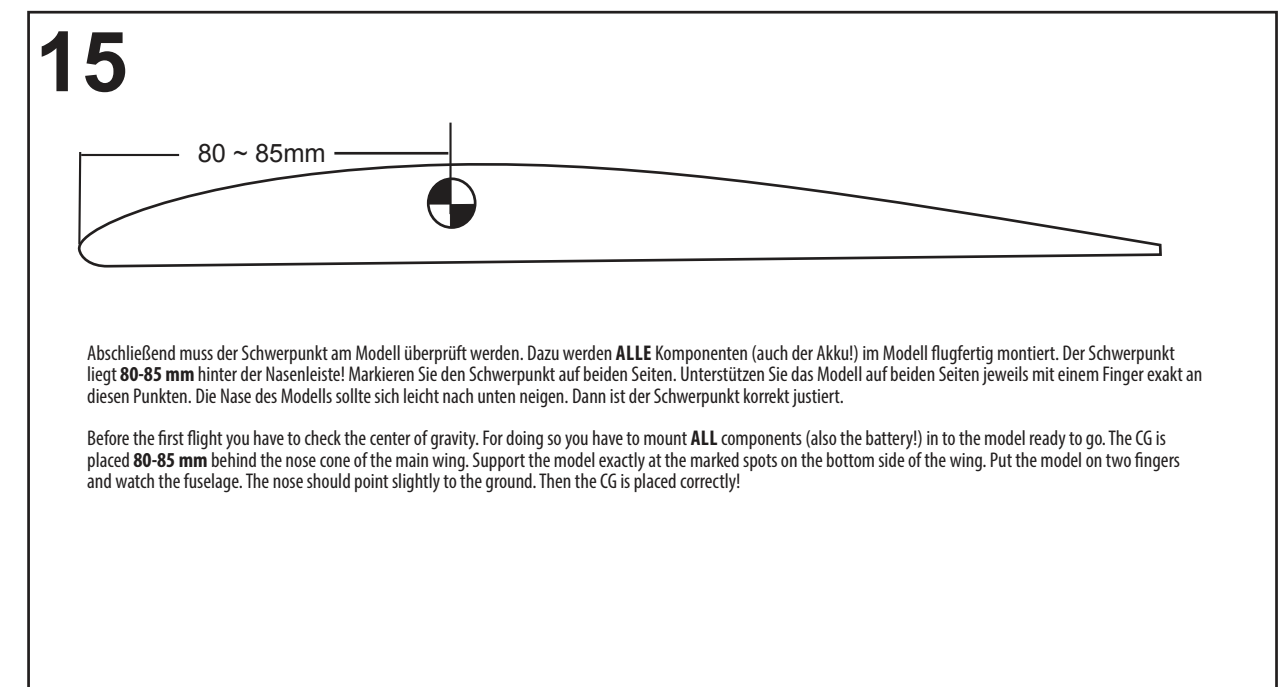 15
80 ~ 85mm
Abschließend muss der Schwerpunkt am Modell überprüft werden. Dazu werden ALLE Komponenten (auch der Akku!) im Modell flugfertig montiert. Der Schwerpunkt
liegt 80-85 mm hinter der Nasenleiste! Markieren Sie den Schwerpunkt auf beiden Seiten. Unterstützen Sie das Modell auf beiden Seiten jeweils mit einem Finger exakt an
diesen Punkten. Die Nase des Modells sollte sich leicht nach unten neigen. Dann ist der Schwerpunkt korrekt justiert.
Before the first flight you have to check the center of gravity. For doing so you have to mount ALL components (also the battery!) in to the model ready to go. The CG is
placed 80-85 mm behind the nose cone of the main wing. Support the model exactly at the marked spots on the bottom side of the wing. Put the model on two fingers
and watch the fuselage. The nose should point slightly to the ground. Then the CG is placed correctly!